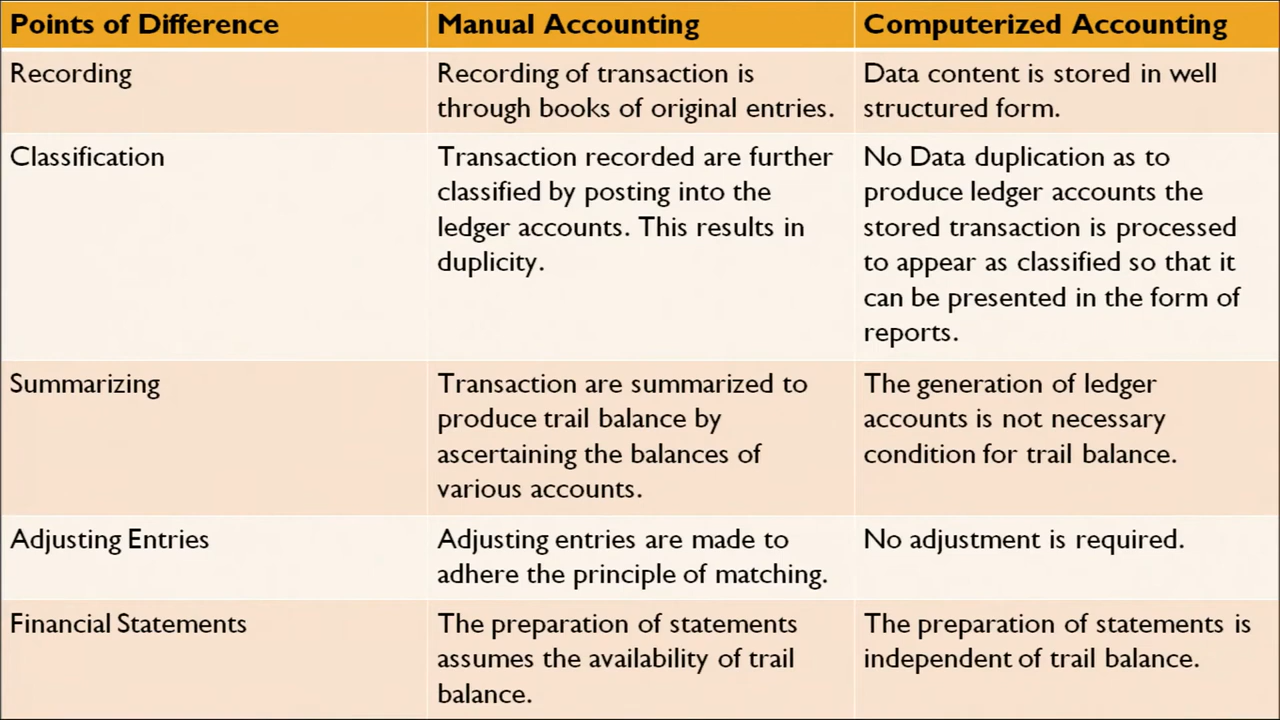 Points of Difference
Manual Accounting
Computerized Accounting
Recording
Recording of transaction is
through books of original entries.
Data content is stored in well
structured form.
Classification
Transaction recorded are further
classified by posting into the
ledger accounts. This results in
duplicity.
No Data duplication as to
produce ledger accounts the
stored transaction is processed
to appear as classified so that it
can be presented in the form of
reports.
Summarizing
Transaction are summarized to
produce trail balance by
ascertaining the balances of
various accounts.
The generation of ledger
accounts is not necessary
condition for trail balance.
Adjusting Entries
Adjusting entries are made to
adhere the principle of matching.
No adjustment is required.
Financial Statements
The preparation of statements
assumes the availability of trail
balance.
The preparation of statements is
independent of trail balance.